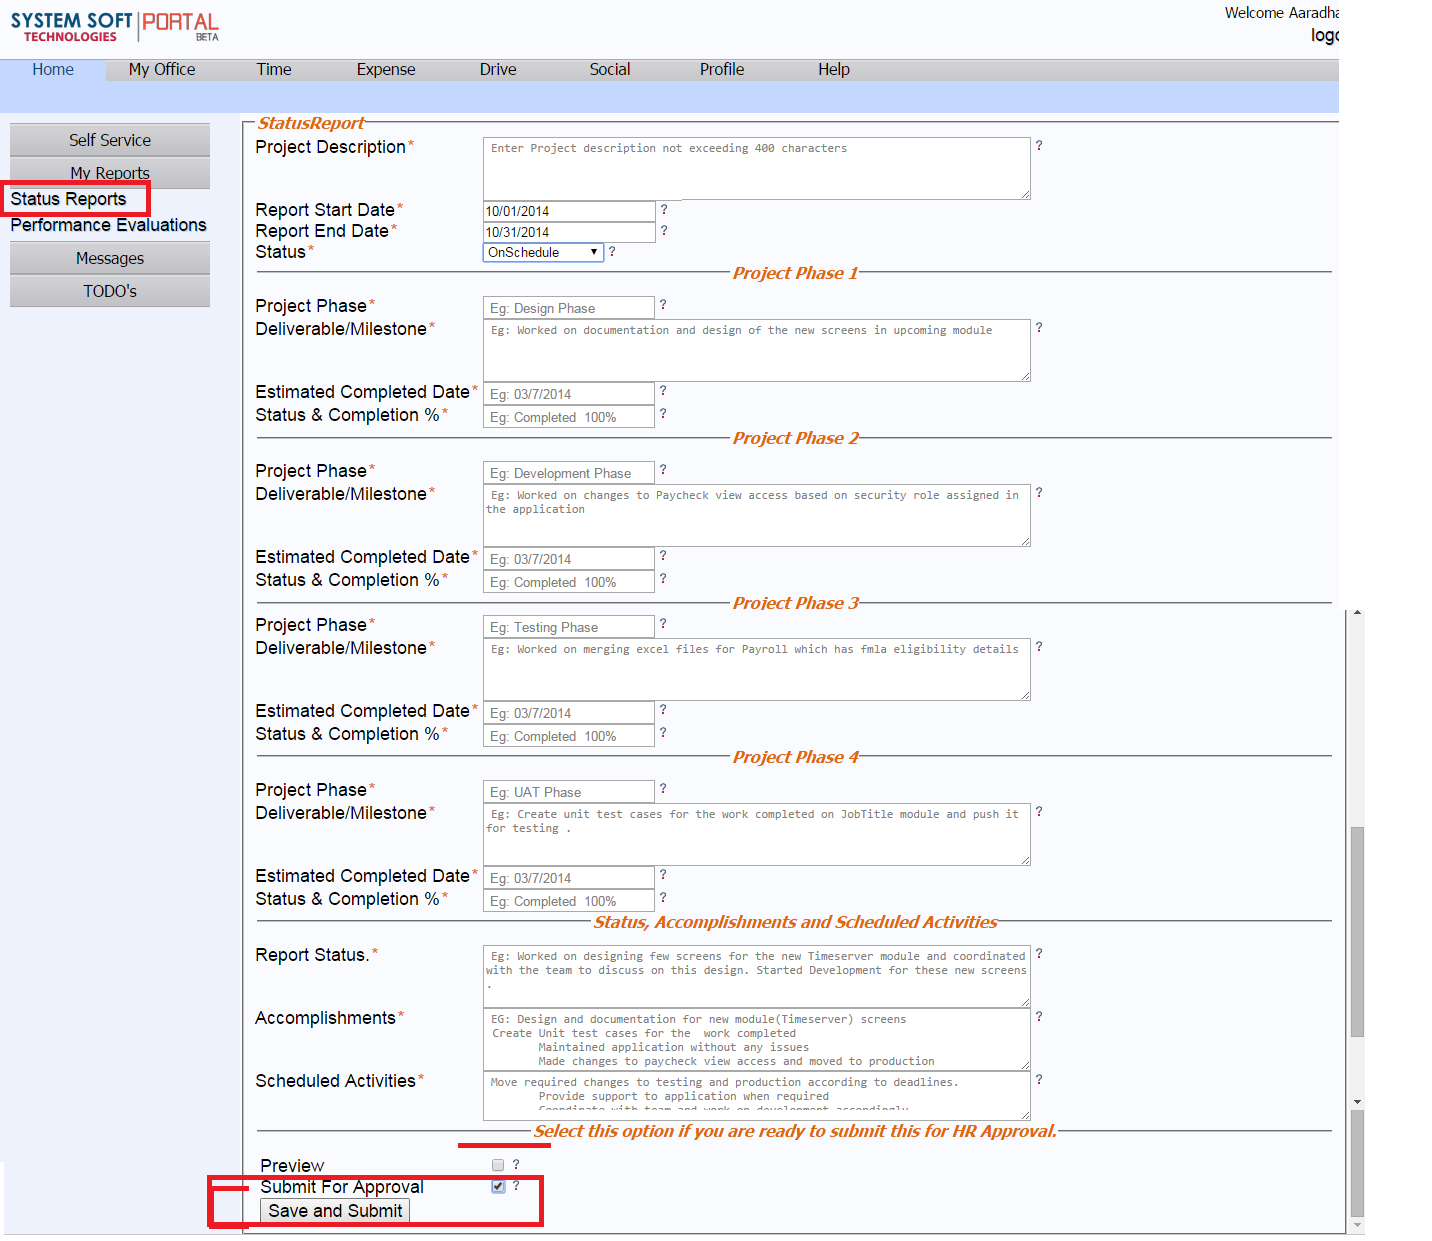 SYSTEM SOFT PORTAL
TECHNOLOGIES BETA
Welcome Aaradha
logo
Home My Office Time Expense Drive Social Profile Help
Self Service
My Reports
Status Reports
Performance Evaluations
Messages
TODO's
StatusReport
Project Description* Enter Project description not exceeding 400 characters ?
Report Start Date* 10/01/2014 ?
Report End Date* 10/31/2014 ?
Status* OnSchedule ?
Project Phase 1
Project Phase* Eg: Design Phase ?
Deliverable/Milestone* Eg: Worked on documentation and design of the new screens in upcoming module ?
Estimated Completed Date* Eg: 03/7/2014 ?
Status & Completion %* Eg: Completed 100% ?
Project Phase 2
Project Phase* Eg: Development Phase ?
Deliverable/Milestone* Eg: Worked on changes to Paycheck view access based on security role assigned in ?
the application
Estimated Completed Date* Eg: 03/7/2014 ?
Status & Completion %* Eg: Completed 100% ?
Project Phase 3
Project Phase* Eg: Testing Phase ?
Deliverable/Milestone* Eg: Worked on merging excel files for Payroll which has fmla eligibility details ?
Estimated Completed Date* Eg: 03/7/2014 ?
Status & Completion %* Eg: Completed 100% ?
Project Phase 4
Project Phase* Eg: UAT Phase ?
Deliverable/Milestone* Eg: Create unit test cases for the work completed on JobTitle module and push it ?
for testing .
Estimated Completed Date* Eg: 03/7/2014 ?
Status & Completion %* Eg: Completed 100% ?
Status, Accomplishments and Scheduled Activities
Report Status.* Eg: Worked on designing few screens for the new Timeserver module and coordinated ?
with the team to discuss on this design. Started Development for these new screens
.
Accomplishments* EG: Design and documentation for new module(Timeserver) screens ?
Create Unit test cases for the work completed
Maintained application without any issues
Made changes to paycheck view access and moved to production
Scheduled Activities* Move required changes to testing and production according to deadlines. ?
Provide support to application when required
Coordinate with team and work on development accordingly
Select this option if you are ready to submit this for HR Approval.
Preview ?
Submit For Approval ?
Save and Submit